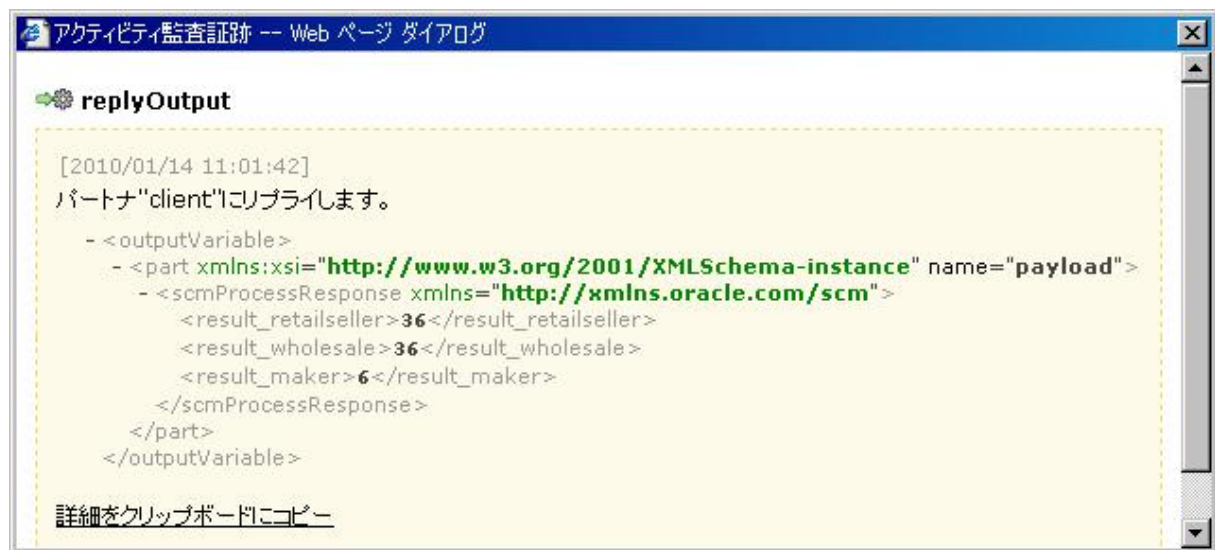 アクティビティ監査証跡 -- Web ページ ダイアログ
replyOutput
[2010/01/14 11:01:42]
パートナ"client"にリプライします。
- <outputVariable>
- <part xmlns:xsi="http://www.w3.org/2001/XMLSchema-instance" name="payload">
- <scmProcessResponse xmlns="http://xmlns.oracle.com/scm">
<result_retailseller>36</result_retailseller>
<result_wholesale>36</result_wholesale>
<result_maker>6</result_maker>
</scmProcessResponse>
</part>
</outputVariable>
詳細をクリップボードにコピー